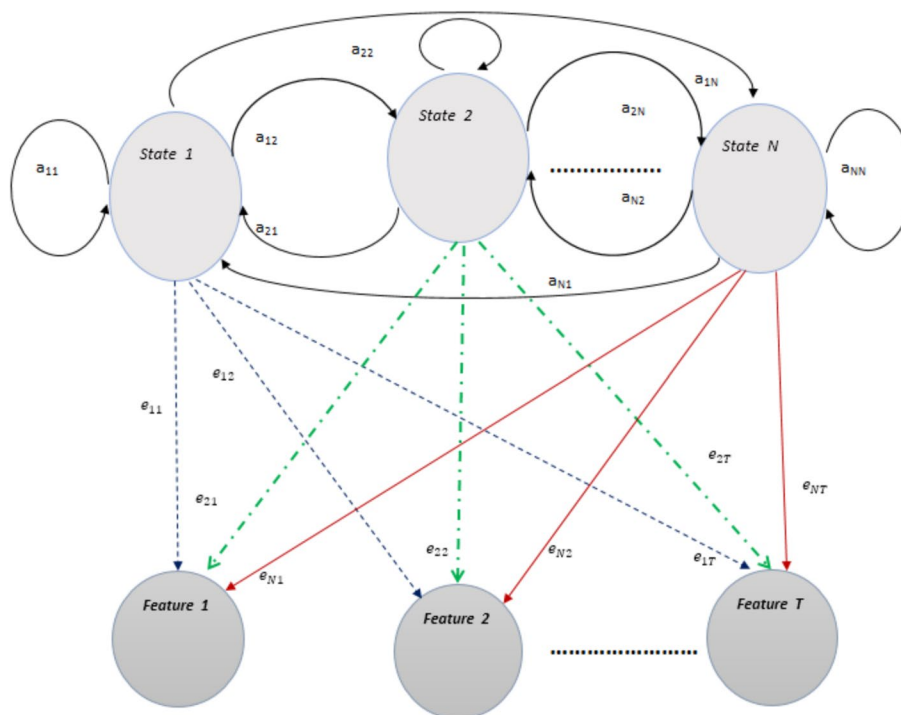 a22
a1N
a2N
State 2
State 1
a12
State N
a11
aNN
.................
aN2
a21
aN1
e12
e11
e2T
e21
eNT
e22
eN2
e1T
eN1
Feature 1
Feature 2
Feature T
........................